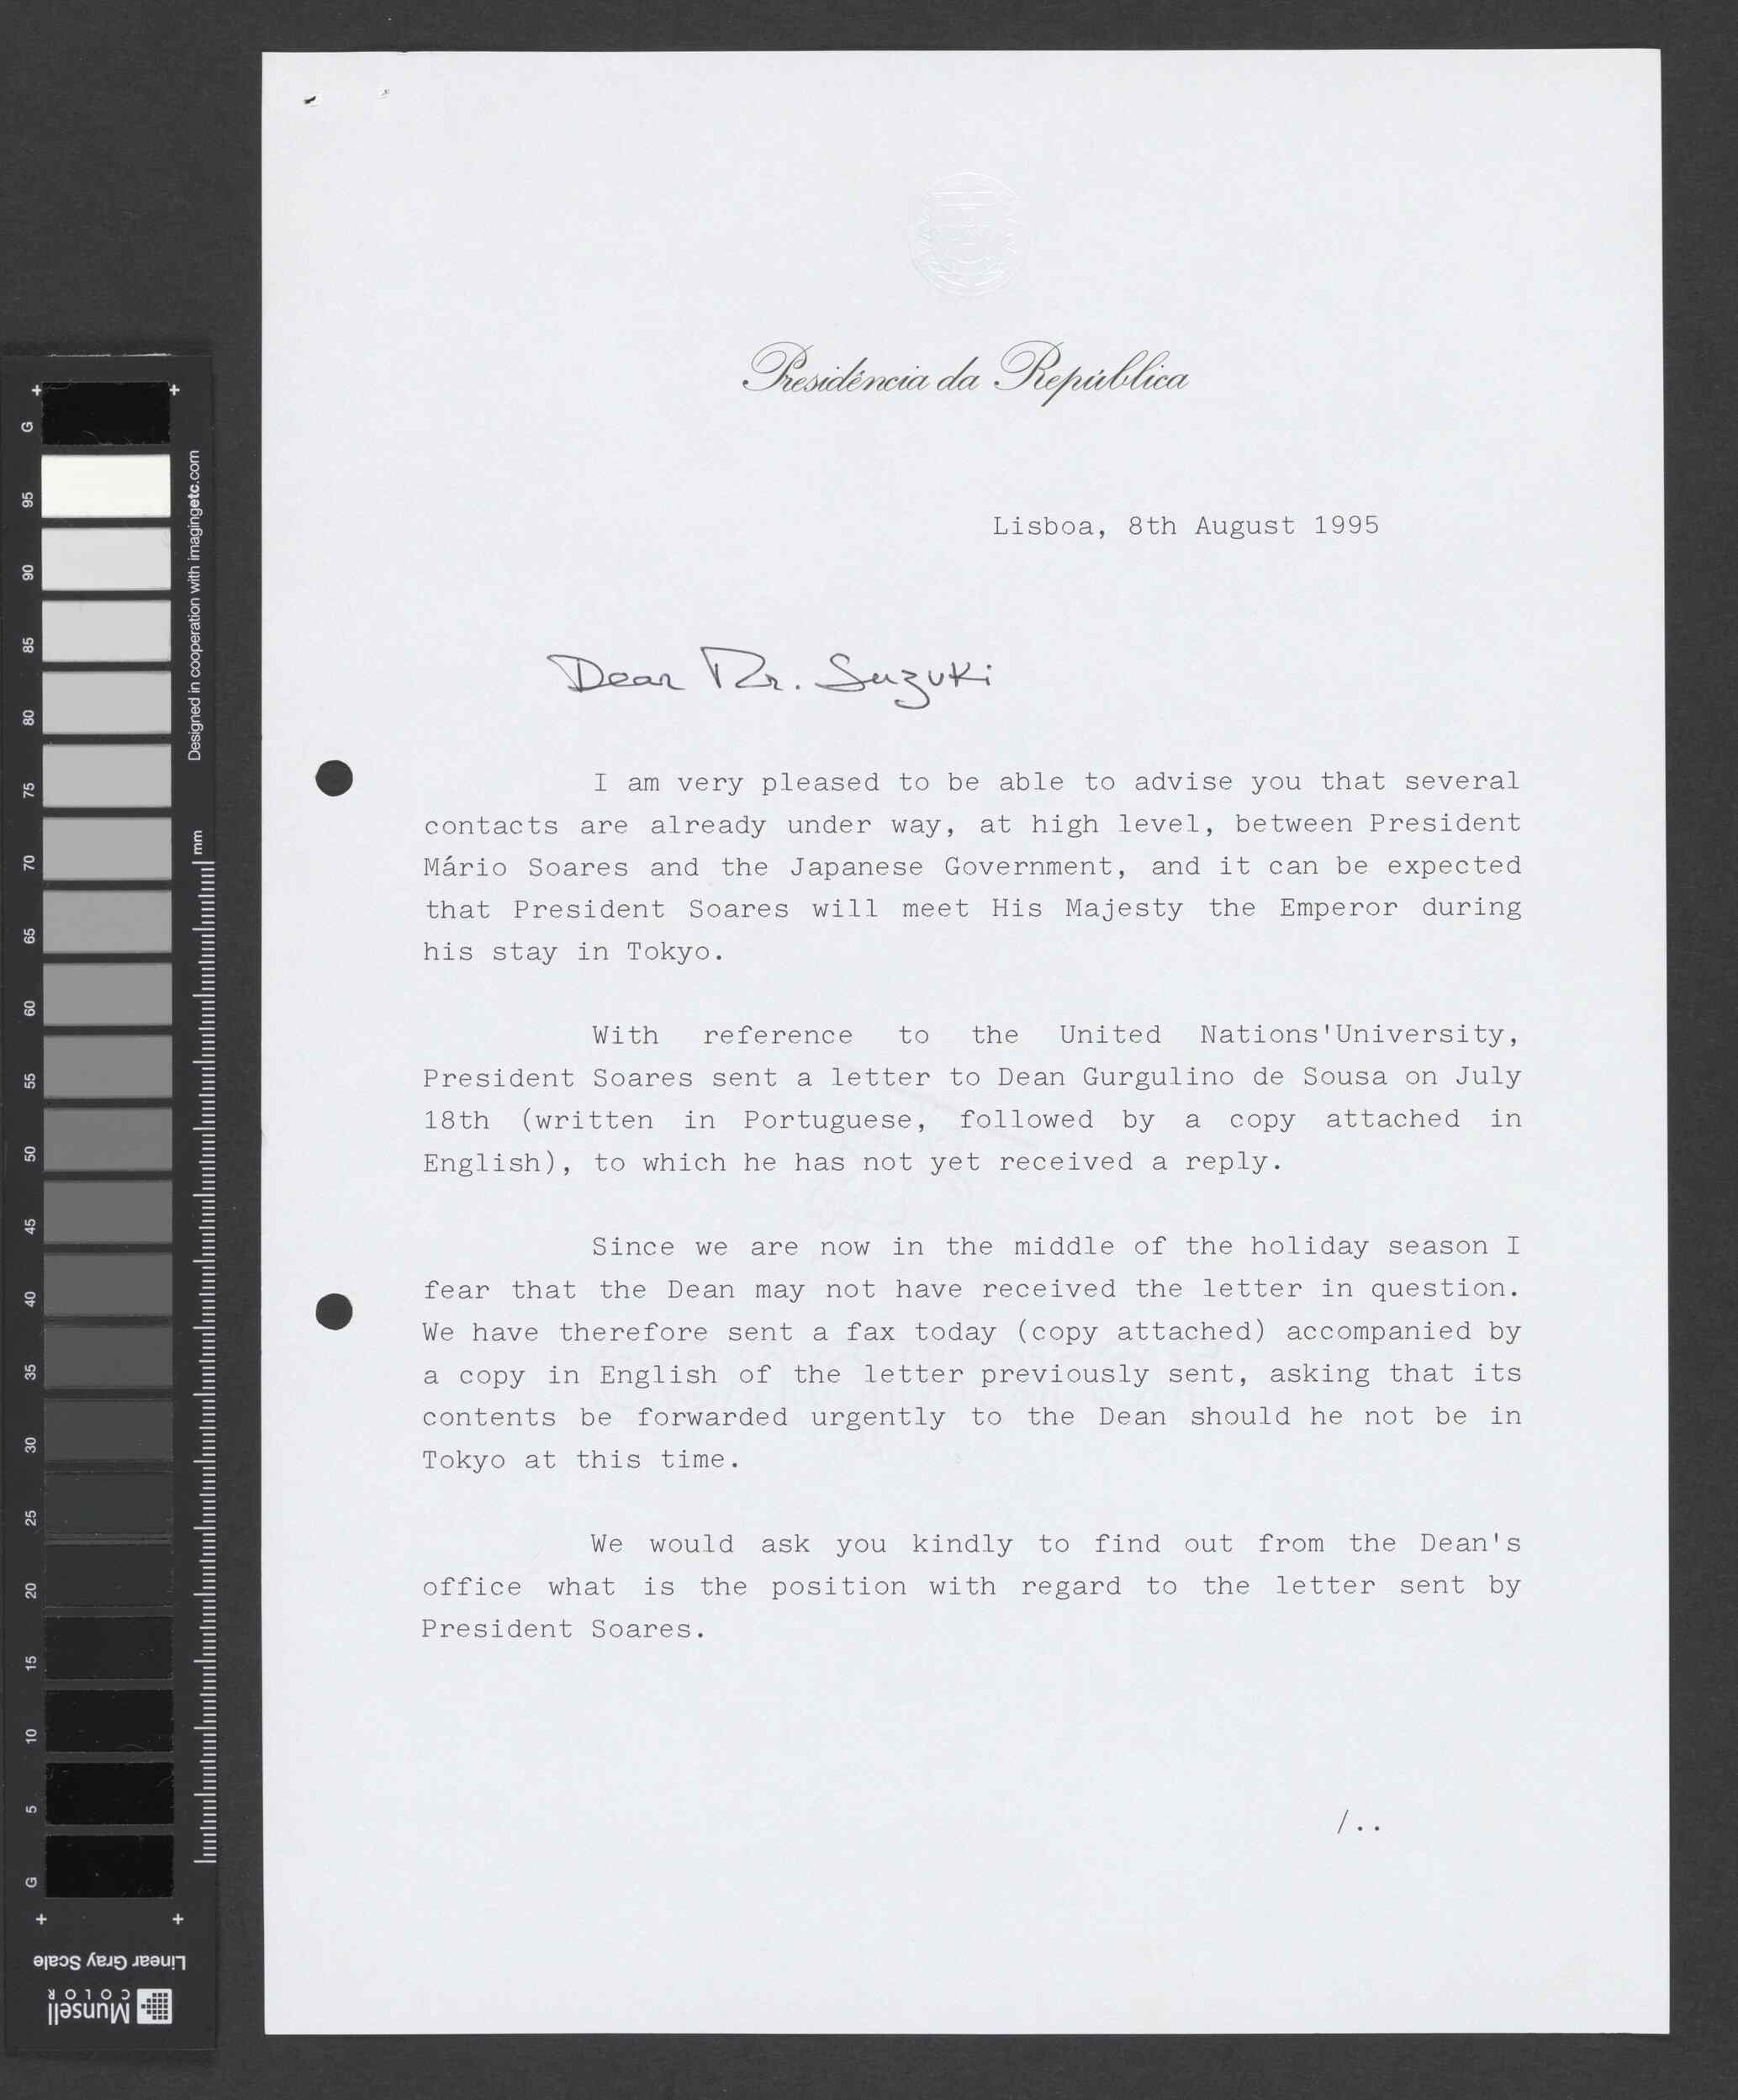 Presidência da República
Lisboa, 8th August 1995
Dear Mr. Suzuki
I am very pleased to be able to advise you that several
contacts are already under way, at high level, between President
Mário Soares and the Japanese Government, and it can be expected
that President Soares will meet His Majesty the Emperor during
his stay in Tokyo.
With reference to the United Nations'University,
President Soares sent a letter to Dean Gurgulino de Sousa on July
18th (written in Portuguese, followed by a copy attached in
English), to which he has not yet received a reply.
Since we are now in the middle of the holiday season I
fear that the Dean may not have received the letter in question.
We have therefore sent a fax today (copy attached) accompanied by
a copy in English of the letter previously sent, asking that its
contents be forwarded urgently to the Dean should he not be in
Tokyo at this time.
We would ask you kindly to find out from the Dean's
office what is the position with regard to the letter sent by
President Soares.
/..
G
95
90
85
80
75
70
65
60
55
50
45
40
35
30
25
20
15
10
5
G
Designed in cooperation with imagingetc.com
mm
Linear Gray Scale
Munsell
COLOR